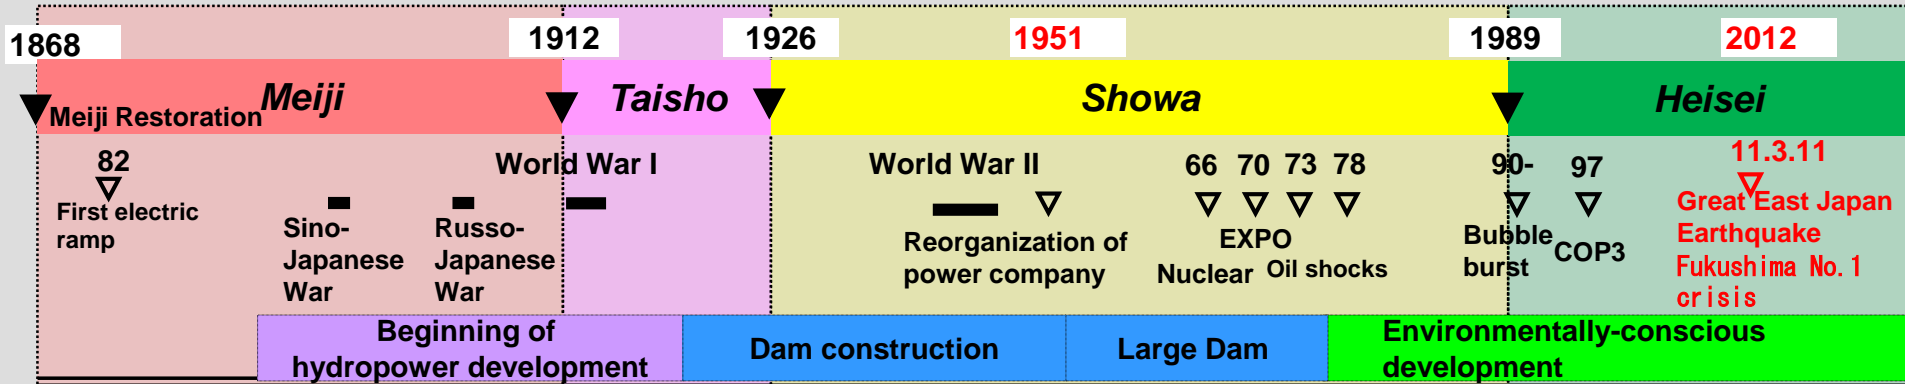 1868
1912
1926
1951
1989
2012
Meiji
Taisho
Showa
Heisei
Meiji Restoration
82
First electric
ramp
Sino-
Japanese
War
Russo-
Japanese
War
World War I
World War II
Reorganization of
power company
66
70
73
78
EXPO
Nuclear
Oil shocks
90-
Bubble
burst
97
COP3
11.3.11
Great East Japan
Earthquake
Fukushima No.1
crisis
Beginning of
hydropower development
Dam construction
Large Dam
Environmentally-conscious
development